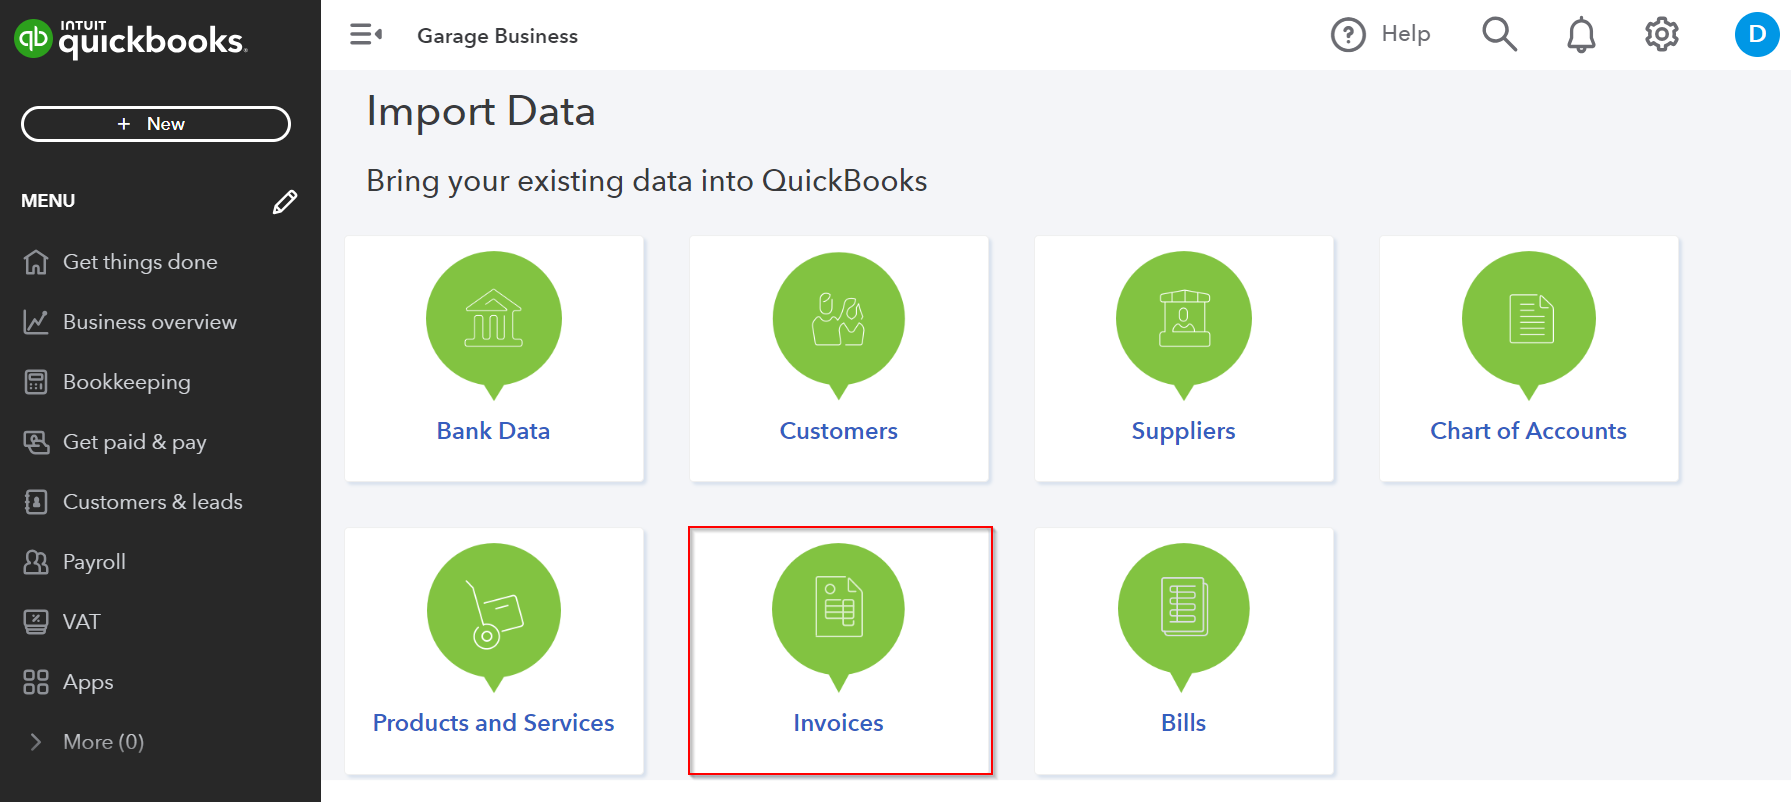 INTUIT
quickbooks.
Garage Business
Help
D
+ New
MENU
Get things done
Business overview
Bookkeeping
Get paid & pay
Customers & leads
Payroll
VAT
Apps
More (0)
Import Data
Bring your existing data into QuickBooks
Bank Data
Customers
Suppliers
Chart of Accounts
Products and Services
Invoices
Bills